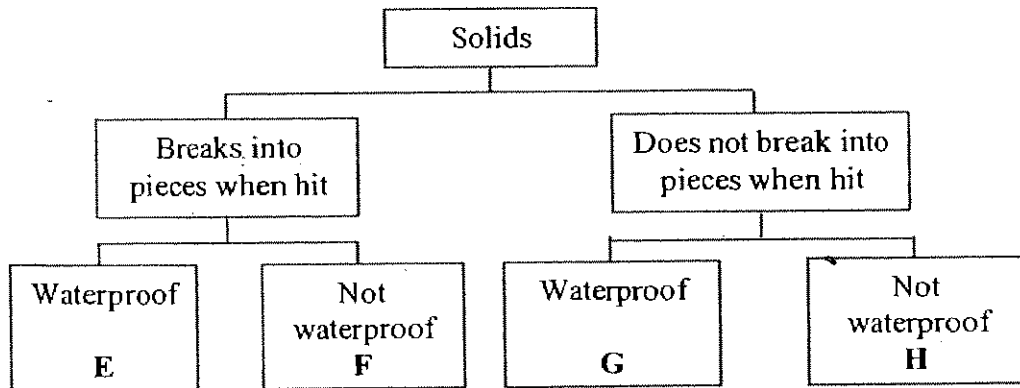 Solids
Breaks into
pieces when hit
Does not break into
pieces when hit
Waterproof
E
Not
waterproof
F
Waterproof
G
Not
waterproof
H